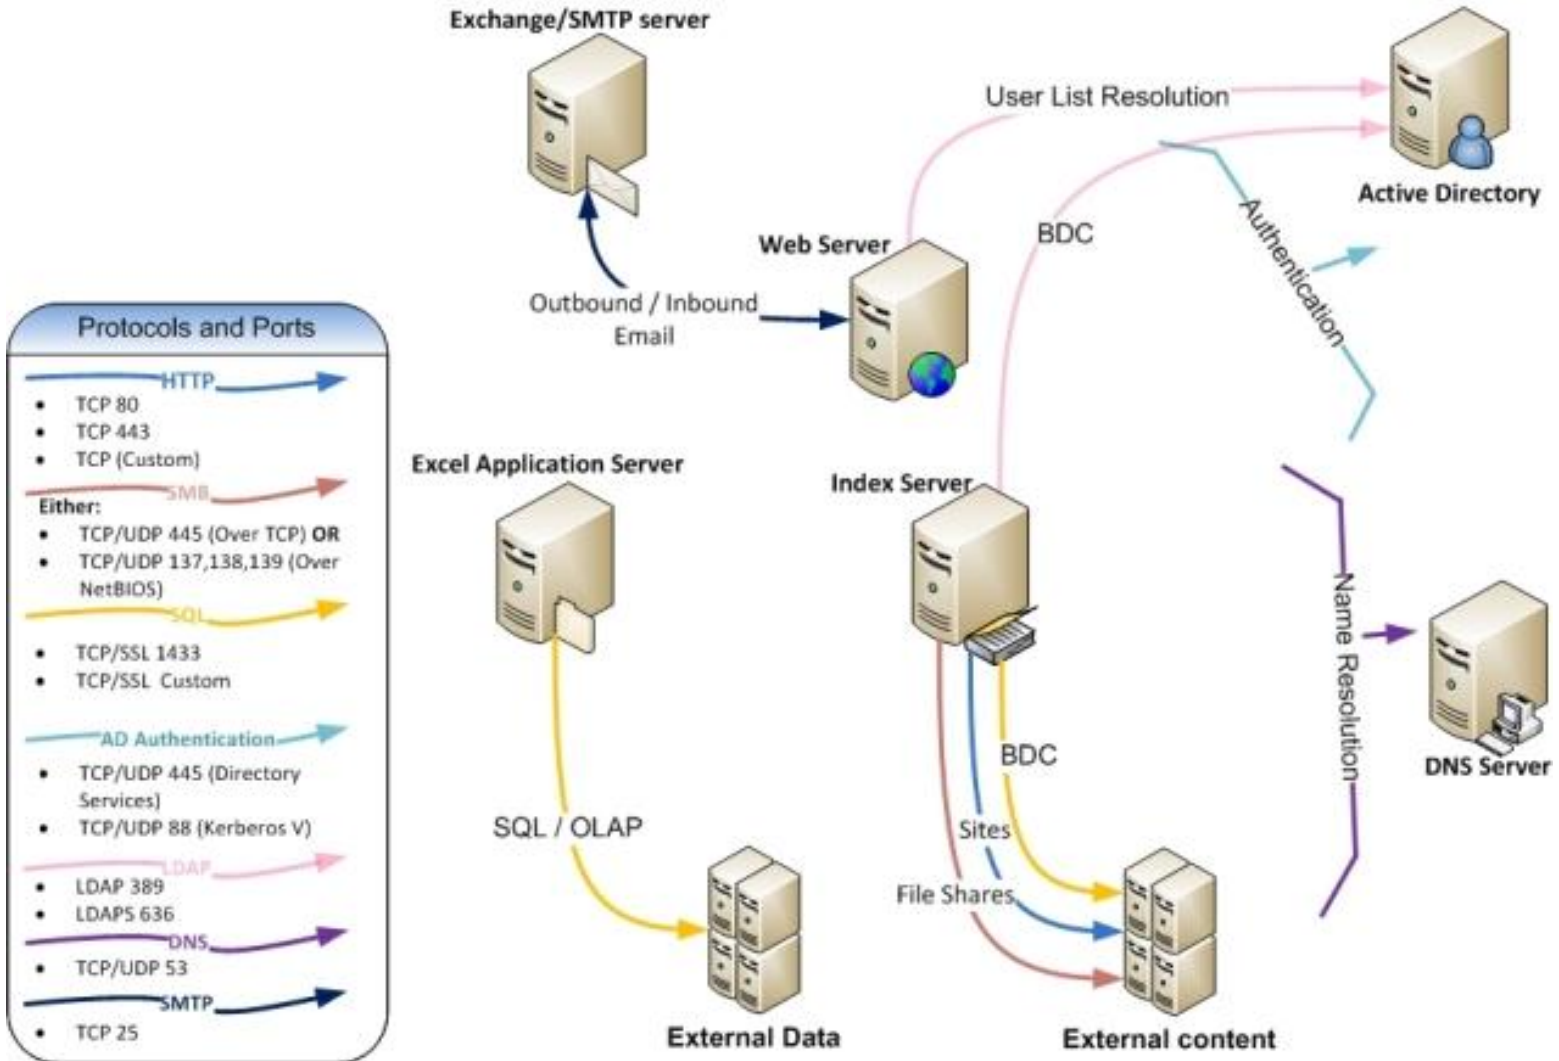 Exchange/SMTP server
User List Resolution
Active Directory
BDC
Authentication
Web Server
Outbound / Inbound
Email
Protocols and Ports
HTTP
• TCP 80
• TCP 443
• TCP (Custom)
SMB
Either:
• TCP/UDP 445 (Over TCP) OR
• TCP/UDP 137,138,139 (Over
NetBIOS)
SQL
• TCP/SSL 1433
• TCP/SSL Custom
AD Authentication
• TCP/UDP 445 (Directory
Services)
• TCP/UDP 88 (Kerberos V)
LDAP
• LDAP 389
• LDAPS 636
DNS
• TCP/UDP 53
SMTP
• TCP 25
Excel Application Server
Index Server
Name Resolution
DNS Server
BDC
SQL / OLAP
Sites
File Shares
External Data
External content